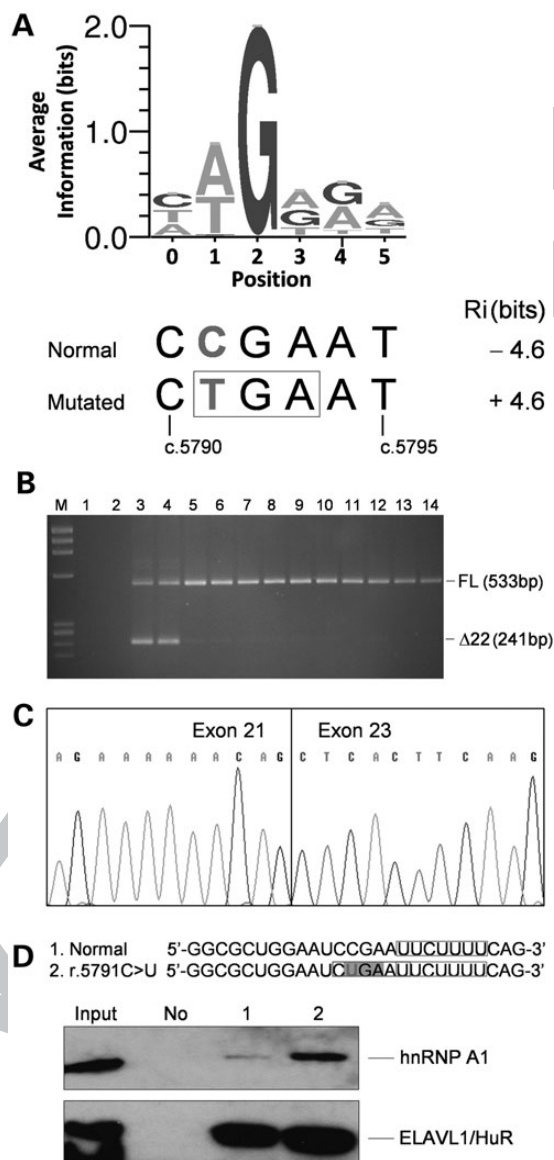 A
2.0
1.0
0.0
Average
Information (bits)
C T A
A T
G
A G T
G A T
A G T
0 1 2 3 4 5
Position
Ri (bits)
Normal C C G A A T − 4.6
Mutated C T G A A T + 4.6
c.5790 c.5795
B
M 1 2 3 4 5 6 7 8 9 10 11 12 13 14
FL (533bp)
Δ22 (241bp)
C
Exon 21 Exon 23
A G A A A A A A C A G C T C A C T T C A A G
D
1. Normal 5'-GGCGCUGGAAUCCGAAUUCUUUUCAG-3'
2. r.5791C>U 5'-GGCGCUGGAAUCUGAAUUCUUUUCAG-3'
Input No 1 2
hnRNP A1
ELAVL1/HuR